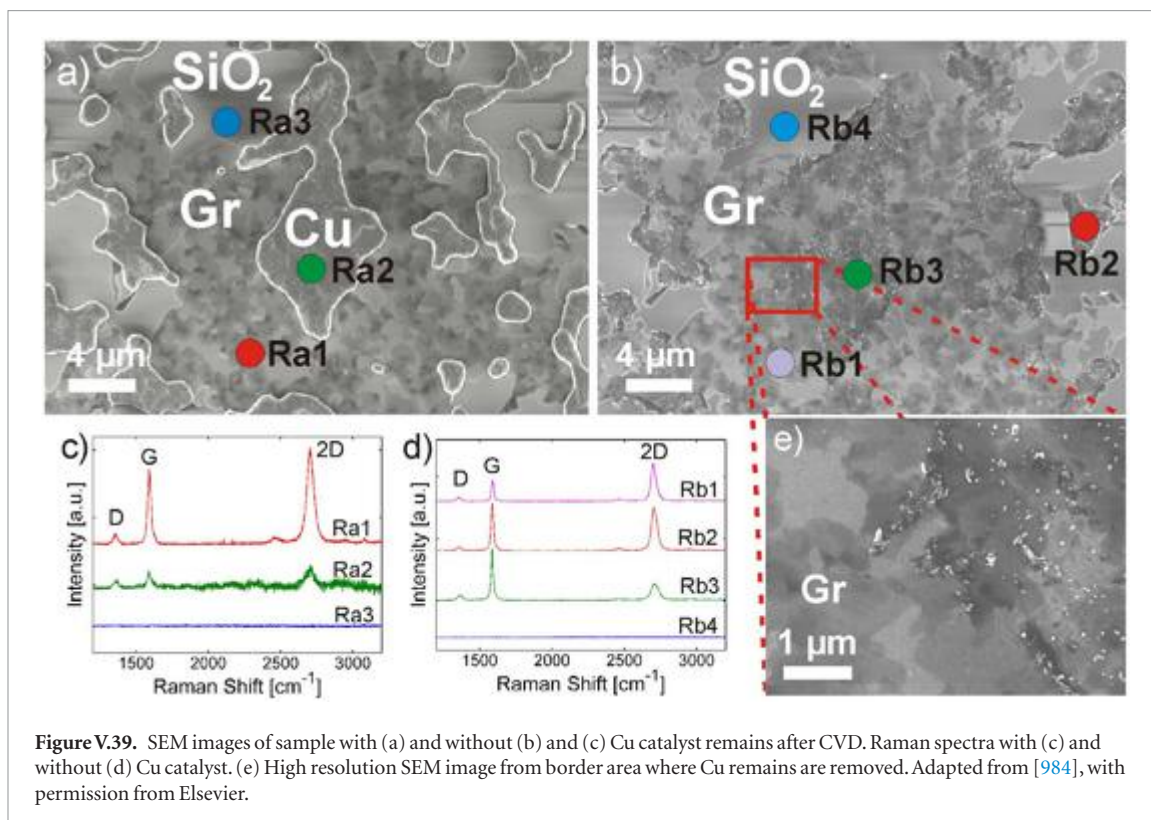 a)
SiO2
Ra3
Gr
Cu
Ra2
Ra1
4 µm
b)
SiO2
Rb4
Gr
Rb2
Rb3
Rb1
4 µm
c)
Intensity [a.u.]
D
G
2D
Ra1
Ra2
Ra3
1500 2000 2500 3000
Raman Shift [cm⁻¹]
d)
Intensity [a.u.]
D
G
2D
Rb1
Rb2
Rb3
Rb4
1500 2000 2500 3000
Raman Shift [cm⁻¹]
e)
Gr
1 µm
Figure V.39. SEM images of sample with (a) and without (b) and (c) Cu catalyst remains after CVD. Raman spectra with (c) and
without (d) Cu catalyst. (e) High resolution SEM image from border area where Cu remains are removed. Adapted from [984], with
permission from Elsevier.